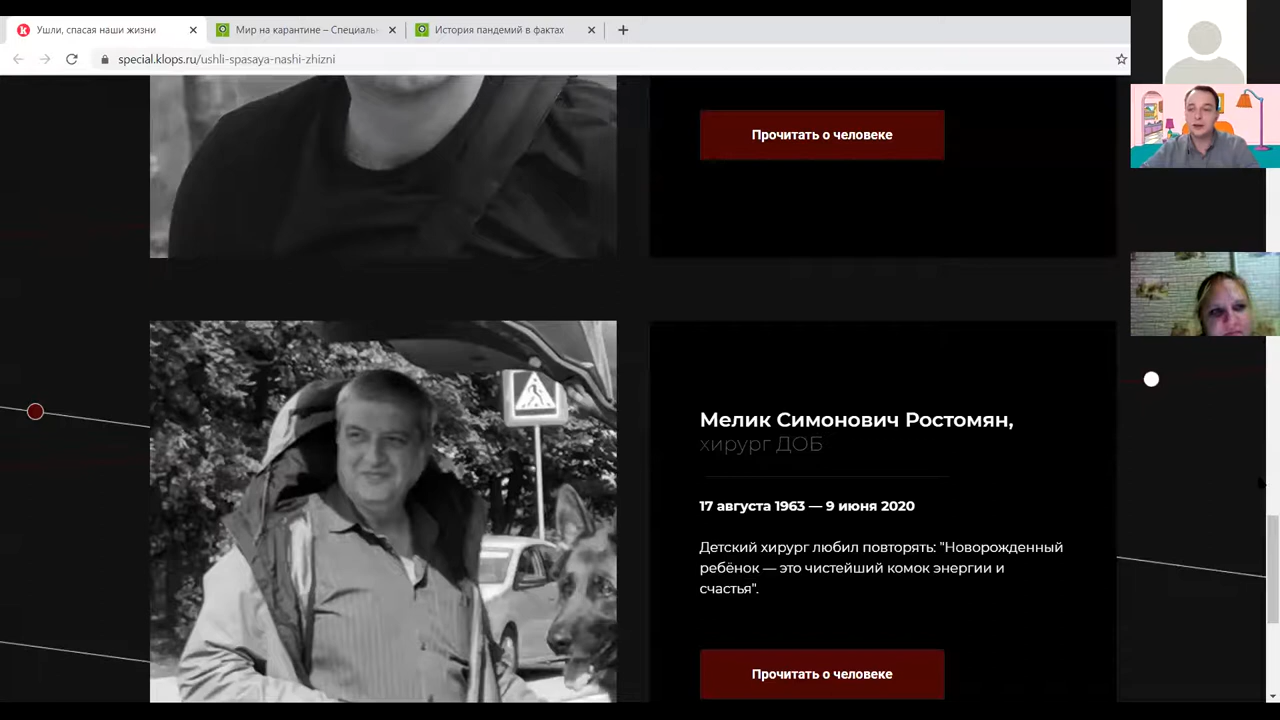 Ушли, спасая наши жизни
Мир на карантине – Специаль
История пандемий в фактах
special.klops.ru/ushli-spasaya-nashi-zhizni
Прочитать о человеке
Мелик Симонович Ростомян,
хирург ДОБ
17 августа 1963 — 9 июня 2020
Детский хирург любил повторять: "Новорожденный
ребёнок — это чистейший комок энергии и
счастья".
Прочитать о человеке